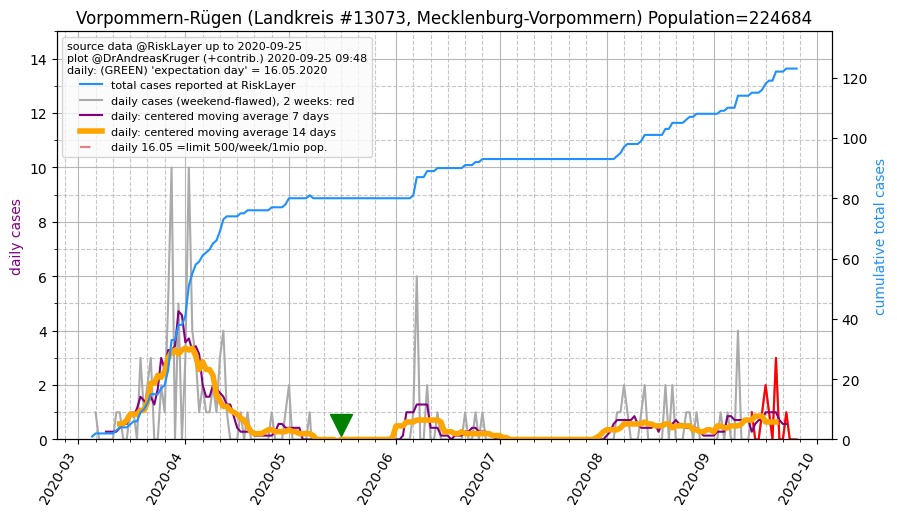 Vorpommern-Rügen (Landkreis #13073, Mecklenburg-Vorpommern) Population=224684
source data @RiskLayer up to 2020-09-25
plot @DrAndreasKruger (+contrib.) 2020-09-25 09:48
daily: (GREEN) 'expectation day' = 16.05.2020
total cases reported at RiskLayer
daily cases (weekend-flawed), 2 weeks: red
daily: centered moving average 7 days
daily: centered moving average 14 days
daily 16.05 =limit 500/week/1mio pop.
daily cases
14
12
10
8
6
4
2
0
cumulative total cases
120
100
80
60
40
20
0
2020-03
2020-04
2020-05
2020-06
2020-07
2020-08
2020-09
2020-10